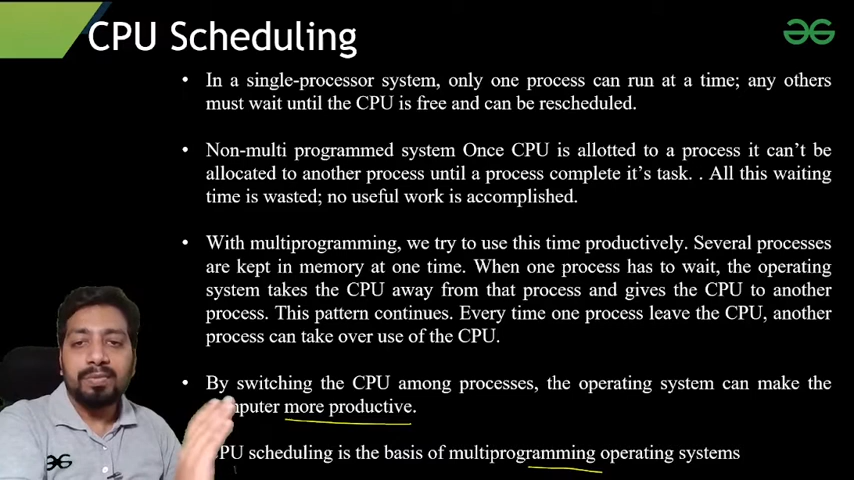 CPU Scheduling
• In a single-processor system, only one process can run at a time; any others
must wait until the CPU is free and can be rescheduled.
• Non-multi programmed system Once CPU is allotted to a process it can't be
allocated to another process until a process complete it's task. . All this waiting
time is wasted; no useful work is accomplished.
• With multiprogramming, we try to use this time productively. Several processes
are kept in memory at one time. When one process has to wait, the operating
system takes the CPU away from that process and gives the CPU to another
process. This pattern continues. Every time one process leave the CPU, another
process can take over use of the CPU.
• By switching the CPU among processes, the operating system can make the
computer more productive.
CPU scheduling is the basis of multiprogramming operating systems